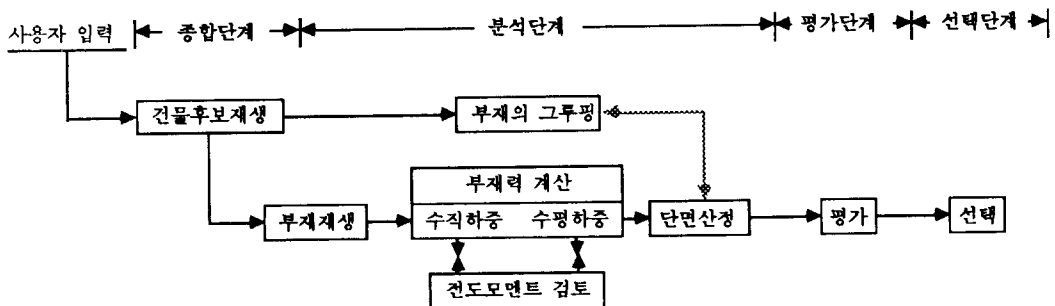 사용자 입력
종합단계
분석단계
평가단계
선택단계
건물후보재생
부재의 그루핑
부재력 계산
부재재생
수직하중 수평하중
단면산정
평가
선택
전도모멘트 검토